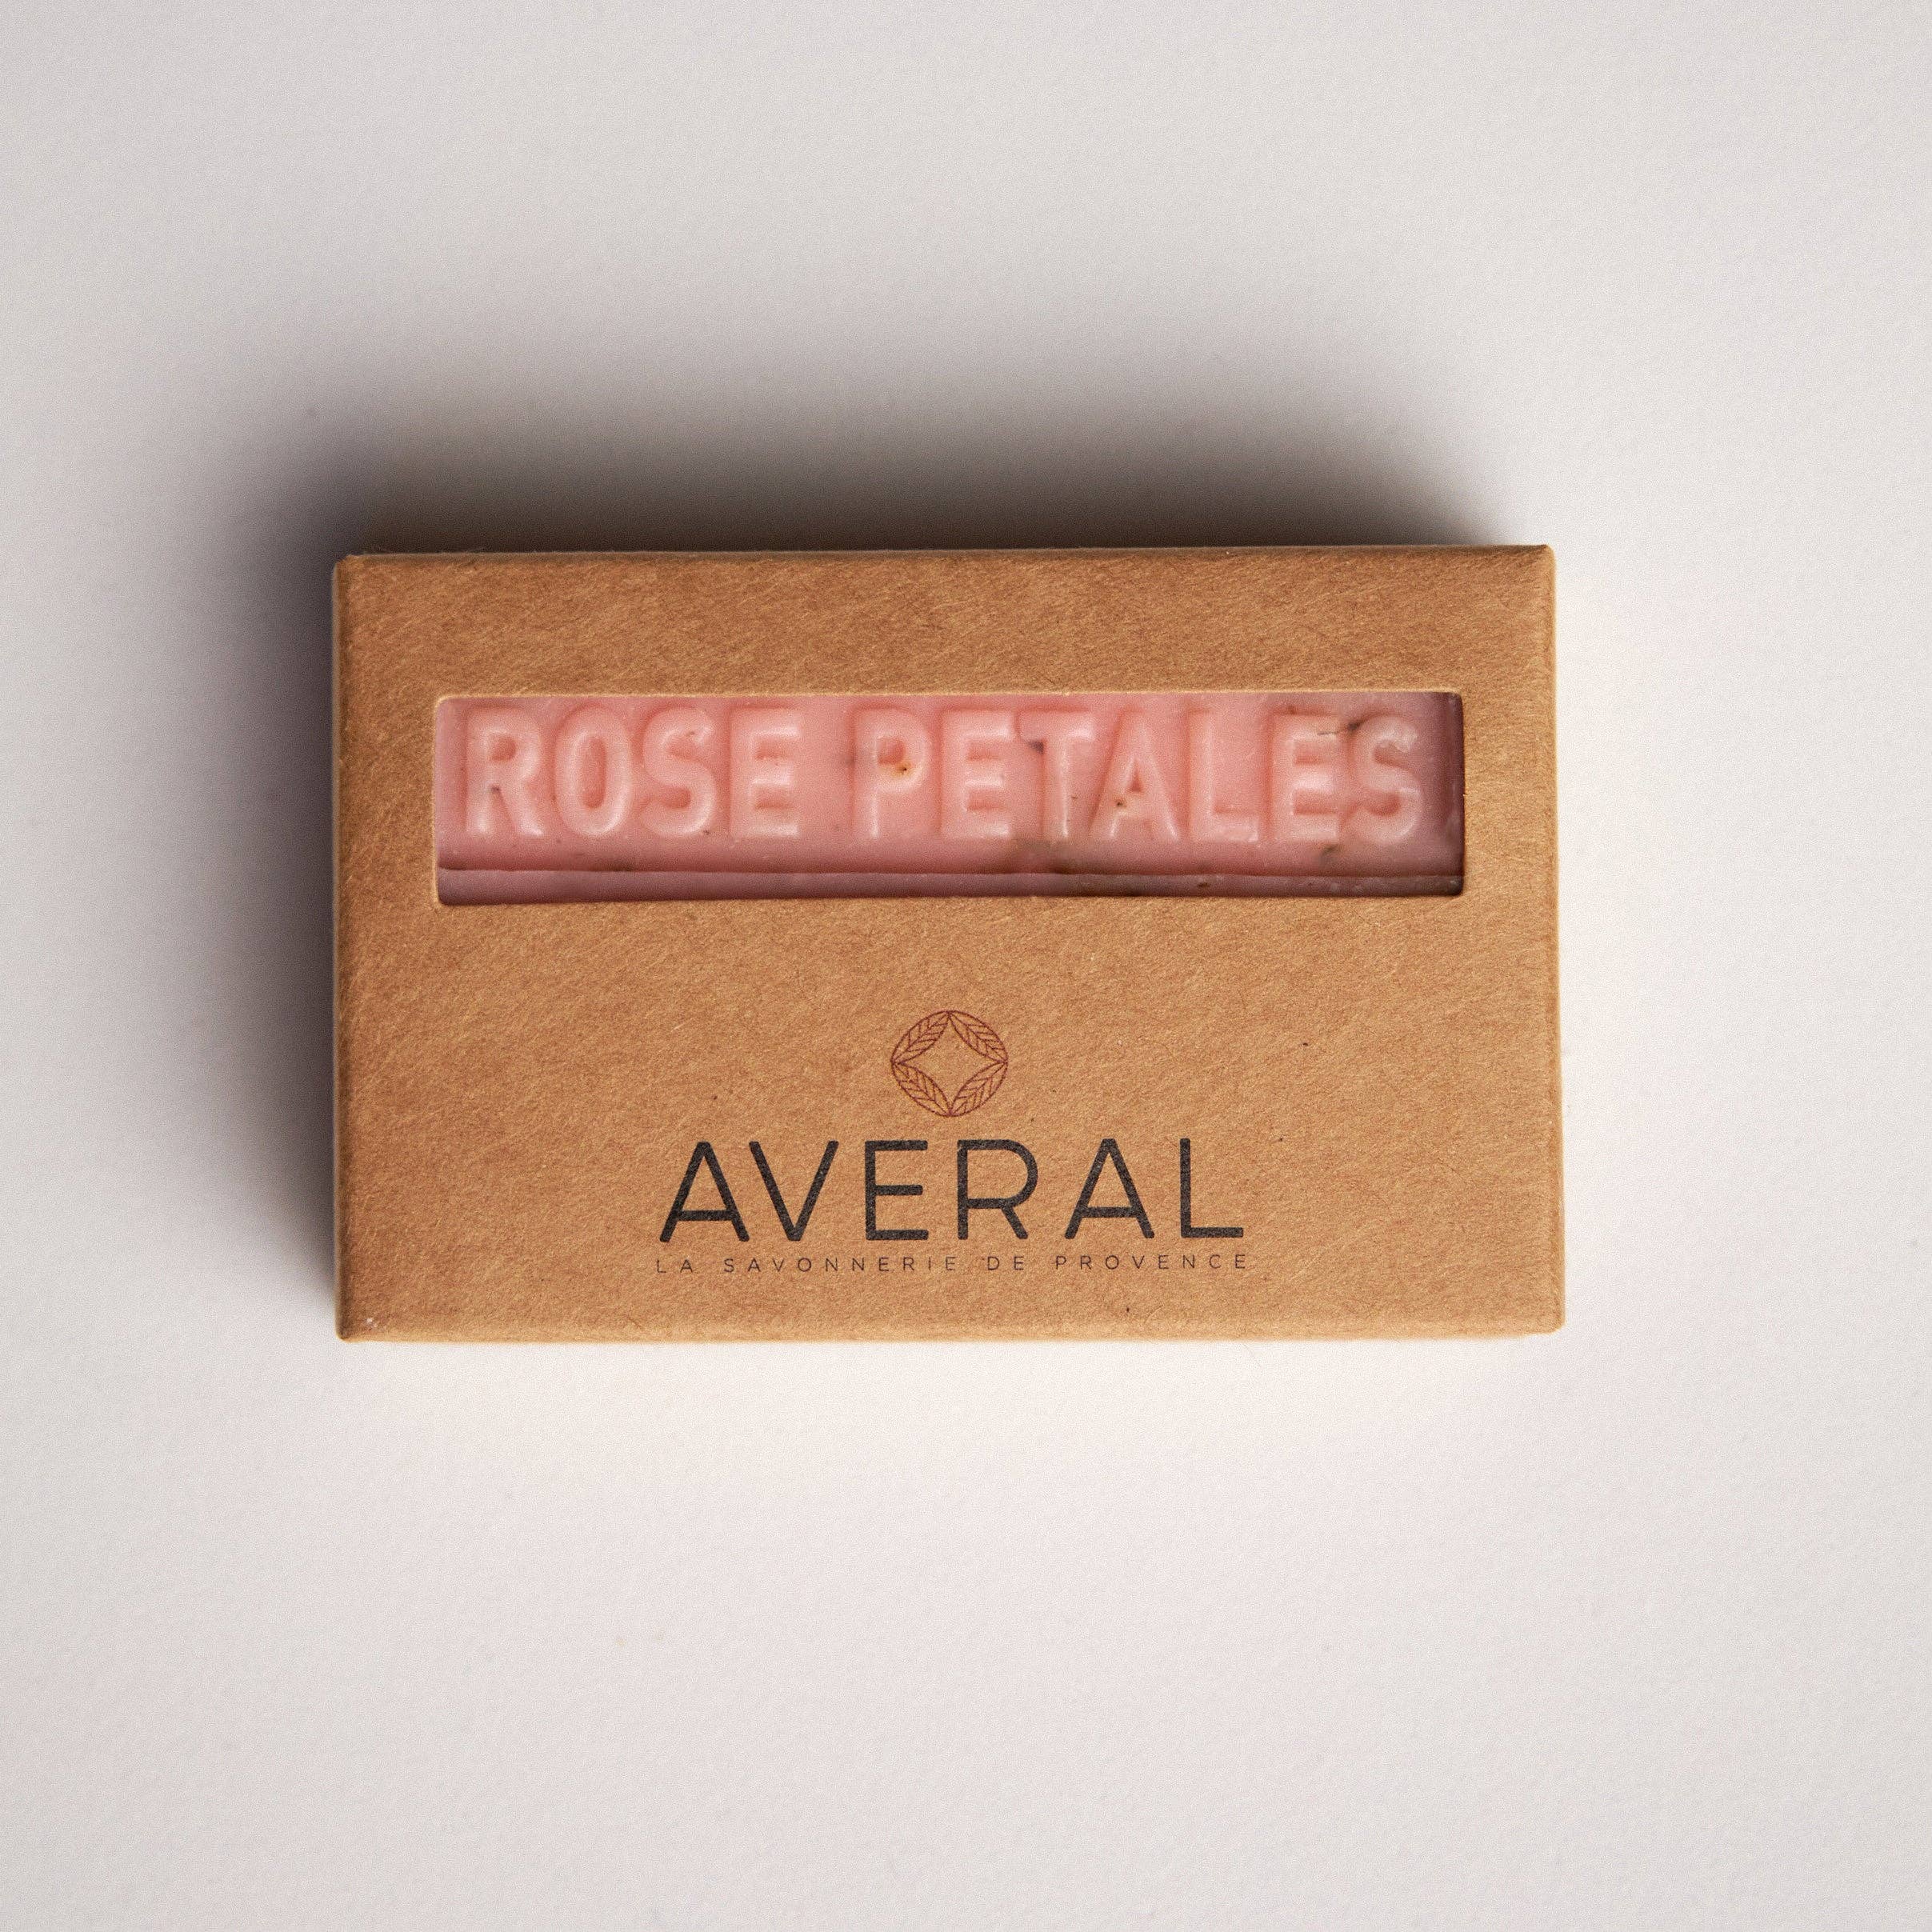 ROSE PETALES
AVERAL
LA SAVONNERIE DE PROVENCE